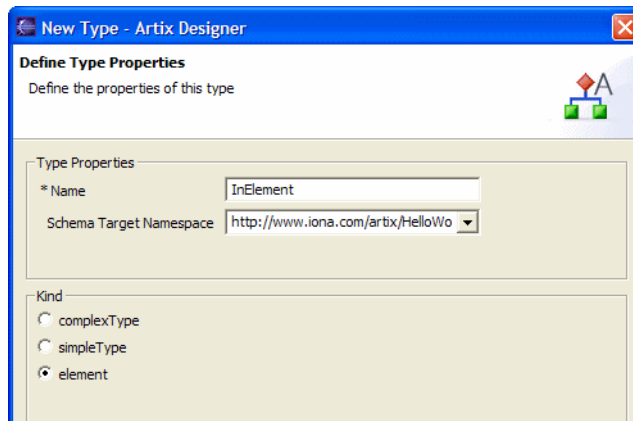 New Type - Artix Designer
Define Type Properties
Define the properties of this type
A
Type Properties
* Name
InElement
Schema Target Namespace
http://www.iona.com/artix/HelloWo
Kind
complexType
simpleType
element